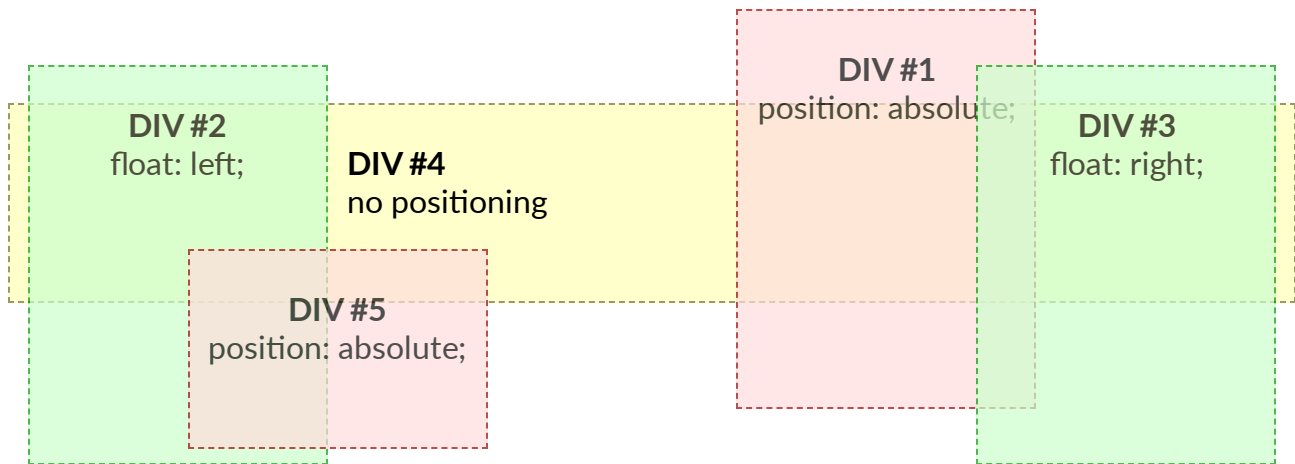 DIV #1
position: absolute;
DIV #2
float: left;
DIV #3
float: right;
DIV #4
no positioning
DIV #5
position: absolute;